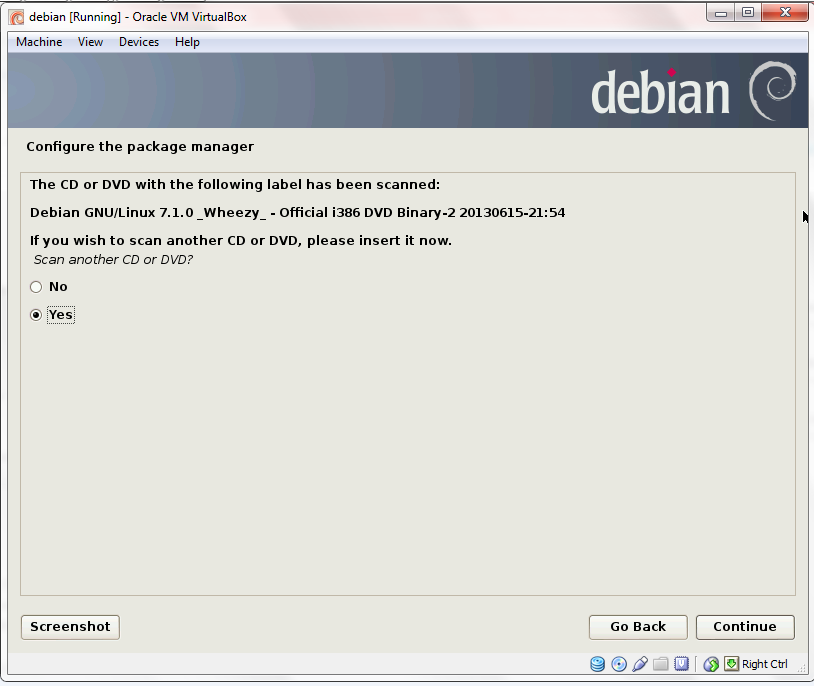 debian [Running] - Oracle VM VirtualBox
Machine View Devices Help
debian
Configure the package manager
The CD or DVD with the following label has been scanned:
Debian GNU/Linux 7.1.0 _Wheezy_ - Official i386 DVD Binary-2 20130615-21:54
If you wish to scan another CD or DVD, please insert it now.
Scan another CD or DVD?
No
Yes
Screenshot Go Back Continue
Right Ctrl